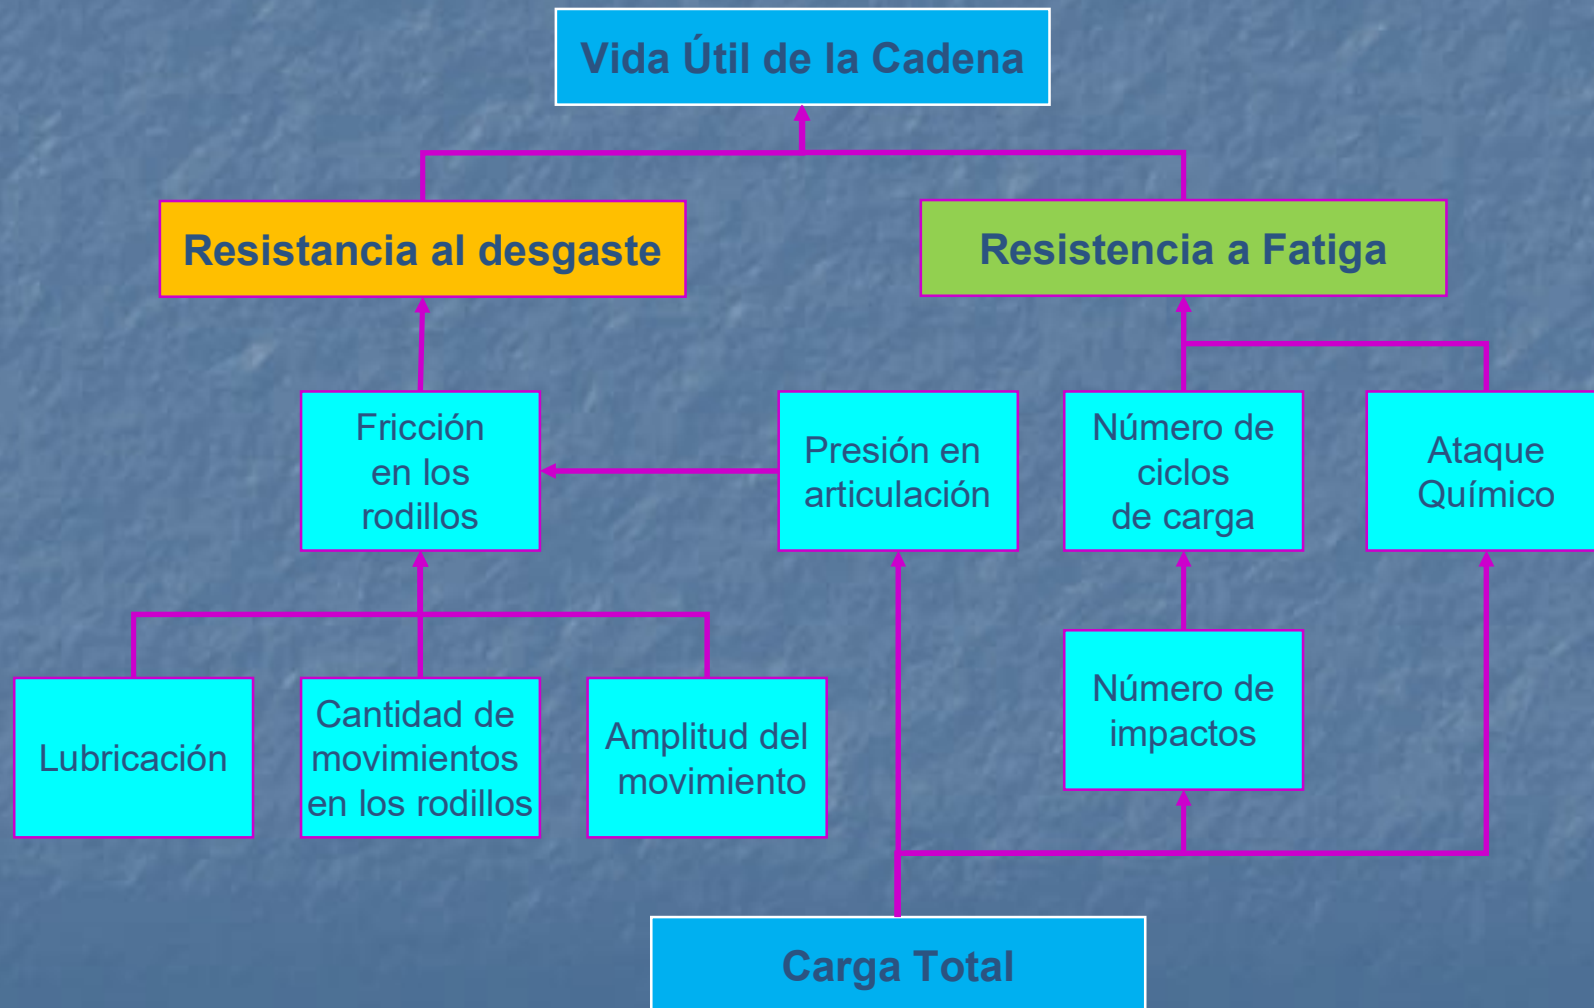 Vida Útil de la Cadena
Resistancia al desgaste
Resistencia a Fatiga
Fricción
en los
rodillos
Presión en
articulación
Número de
ciclos
de carga
Ataque
Químico
Lubricación
Cantidad de
movimientos
en los rodillos
Amplitud del
movimiento
Número de
impactos
Carga Total